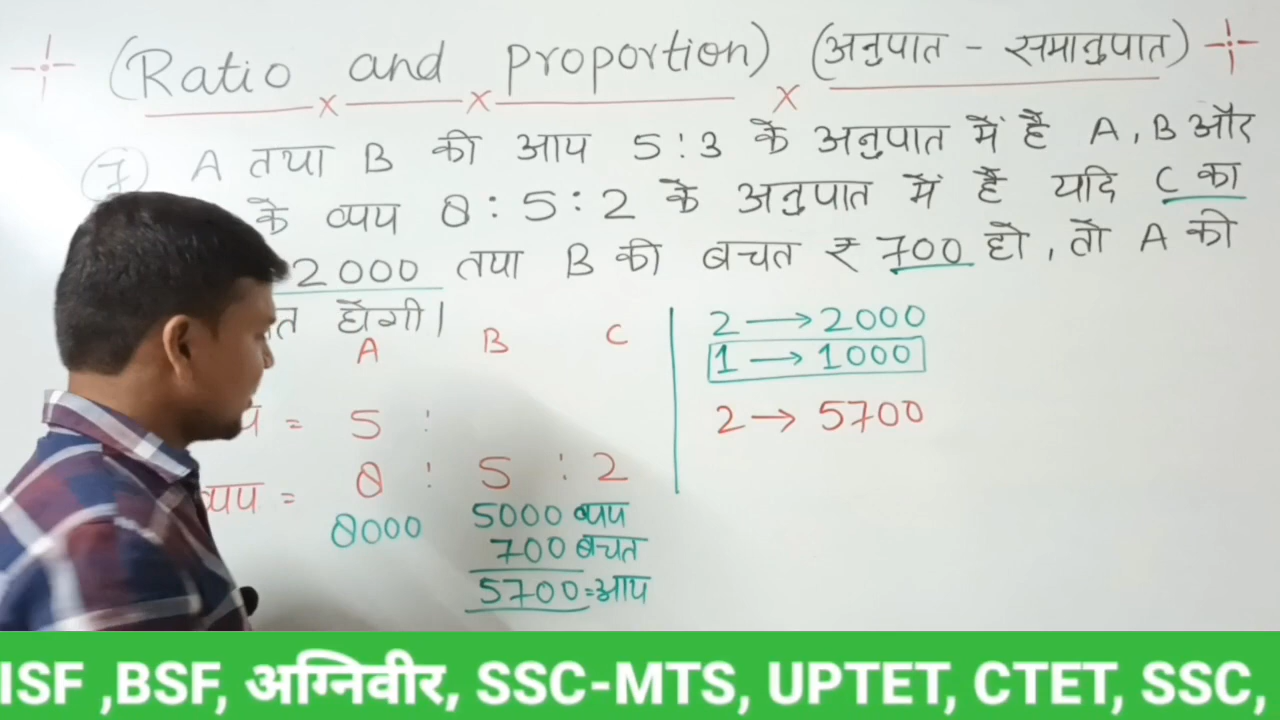 (Ratio and proportion) (अनुपात - समानुपात)
7 A तथा B की आय 5:3 के अनुपात में है A, B और
के व्यय 8:5:2 के अनुपात में है यदि C का
2000 तथा B की बचत ₹ 700 हो, तो A की
त होगी।
A B C
= 5 :
व्यय = 8 : 5 : 2
8000
5000 व्यय
700 बचत
5700=आय
2 → 2000
1 → 1000
2 → 5700
ISF ,BSF, अग्निवीर, SSC-MTS, UPTET, CTET, SSC,